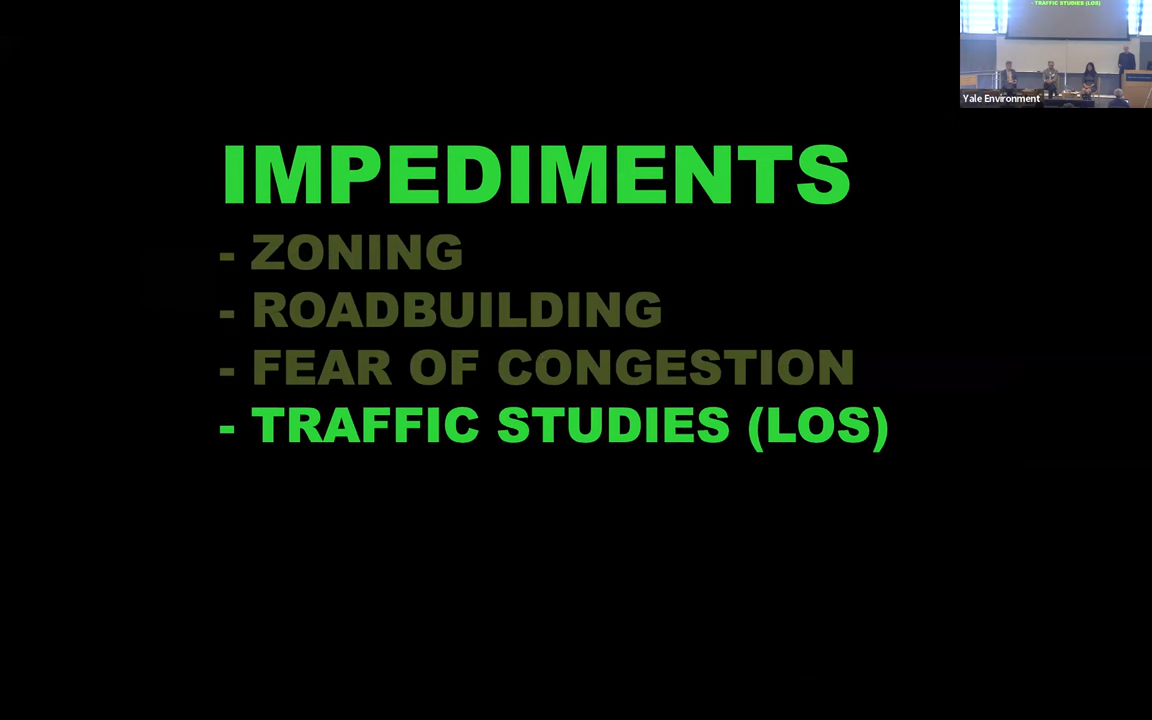 - TRAFFIC STUDIES (LOS)
Yale Environment
IMPEDIMENTS
- ZONING
- ROADBUILDING
- FEAR OF CONGESTION
- TRAFFIC STUDIES (LOS)